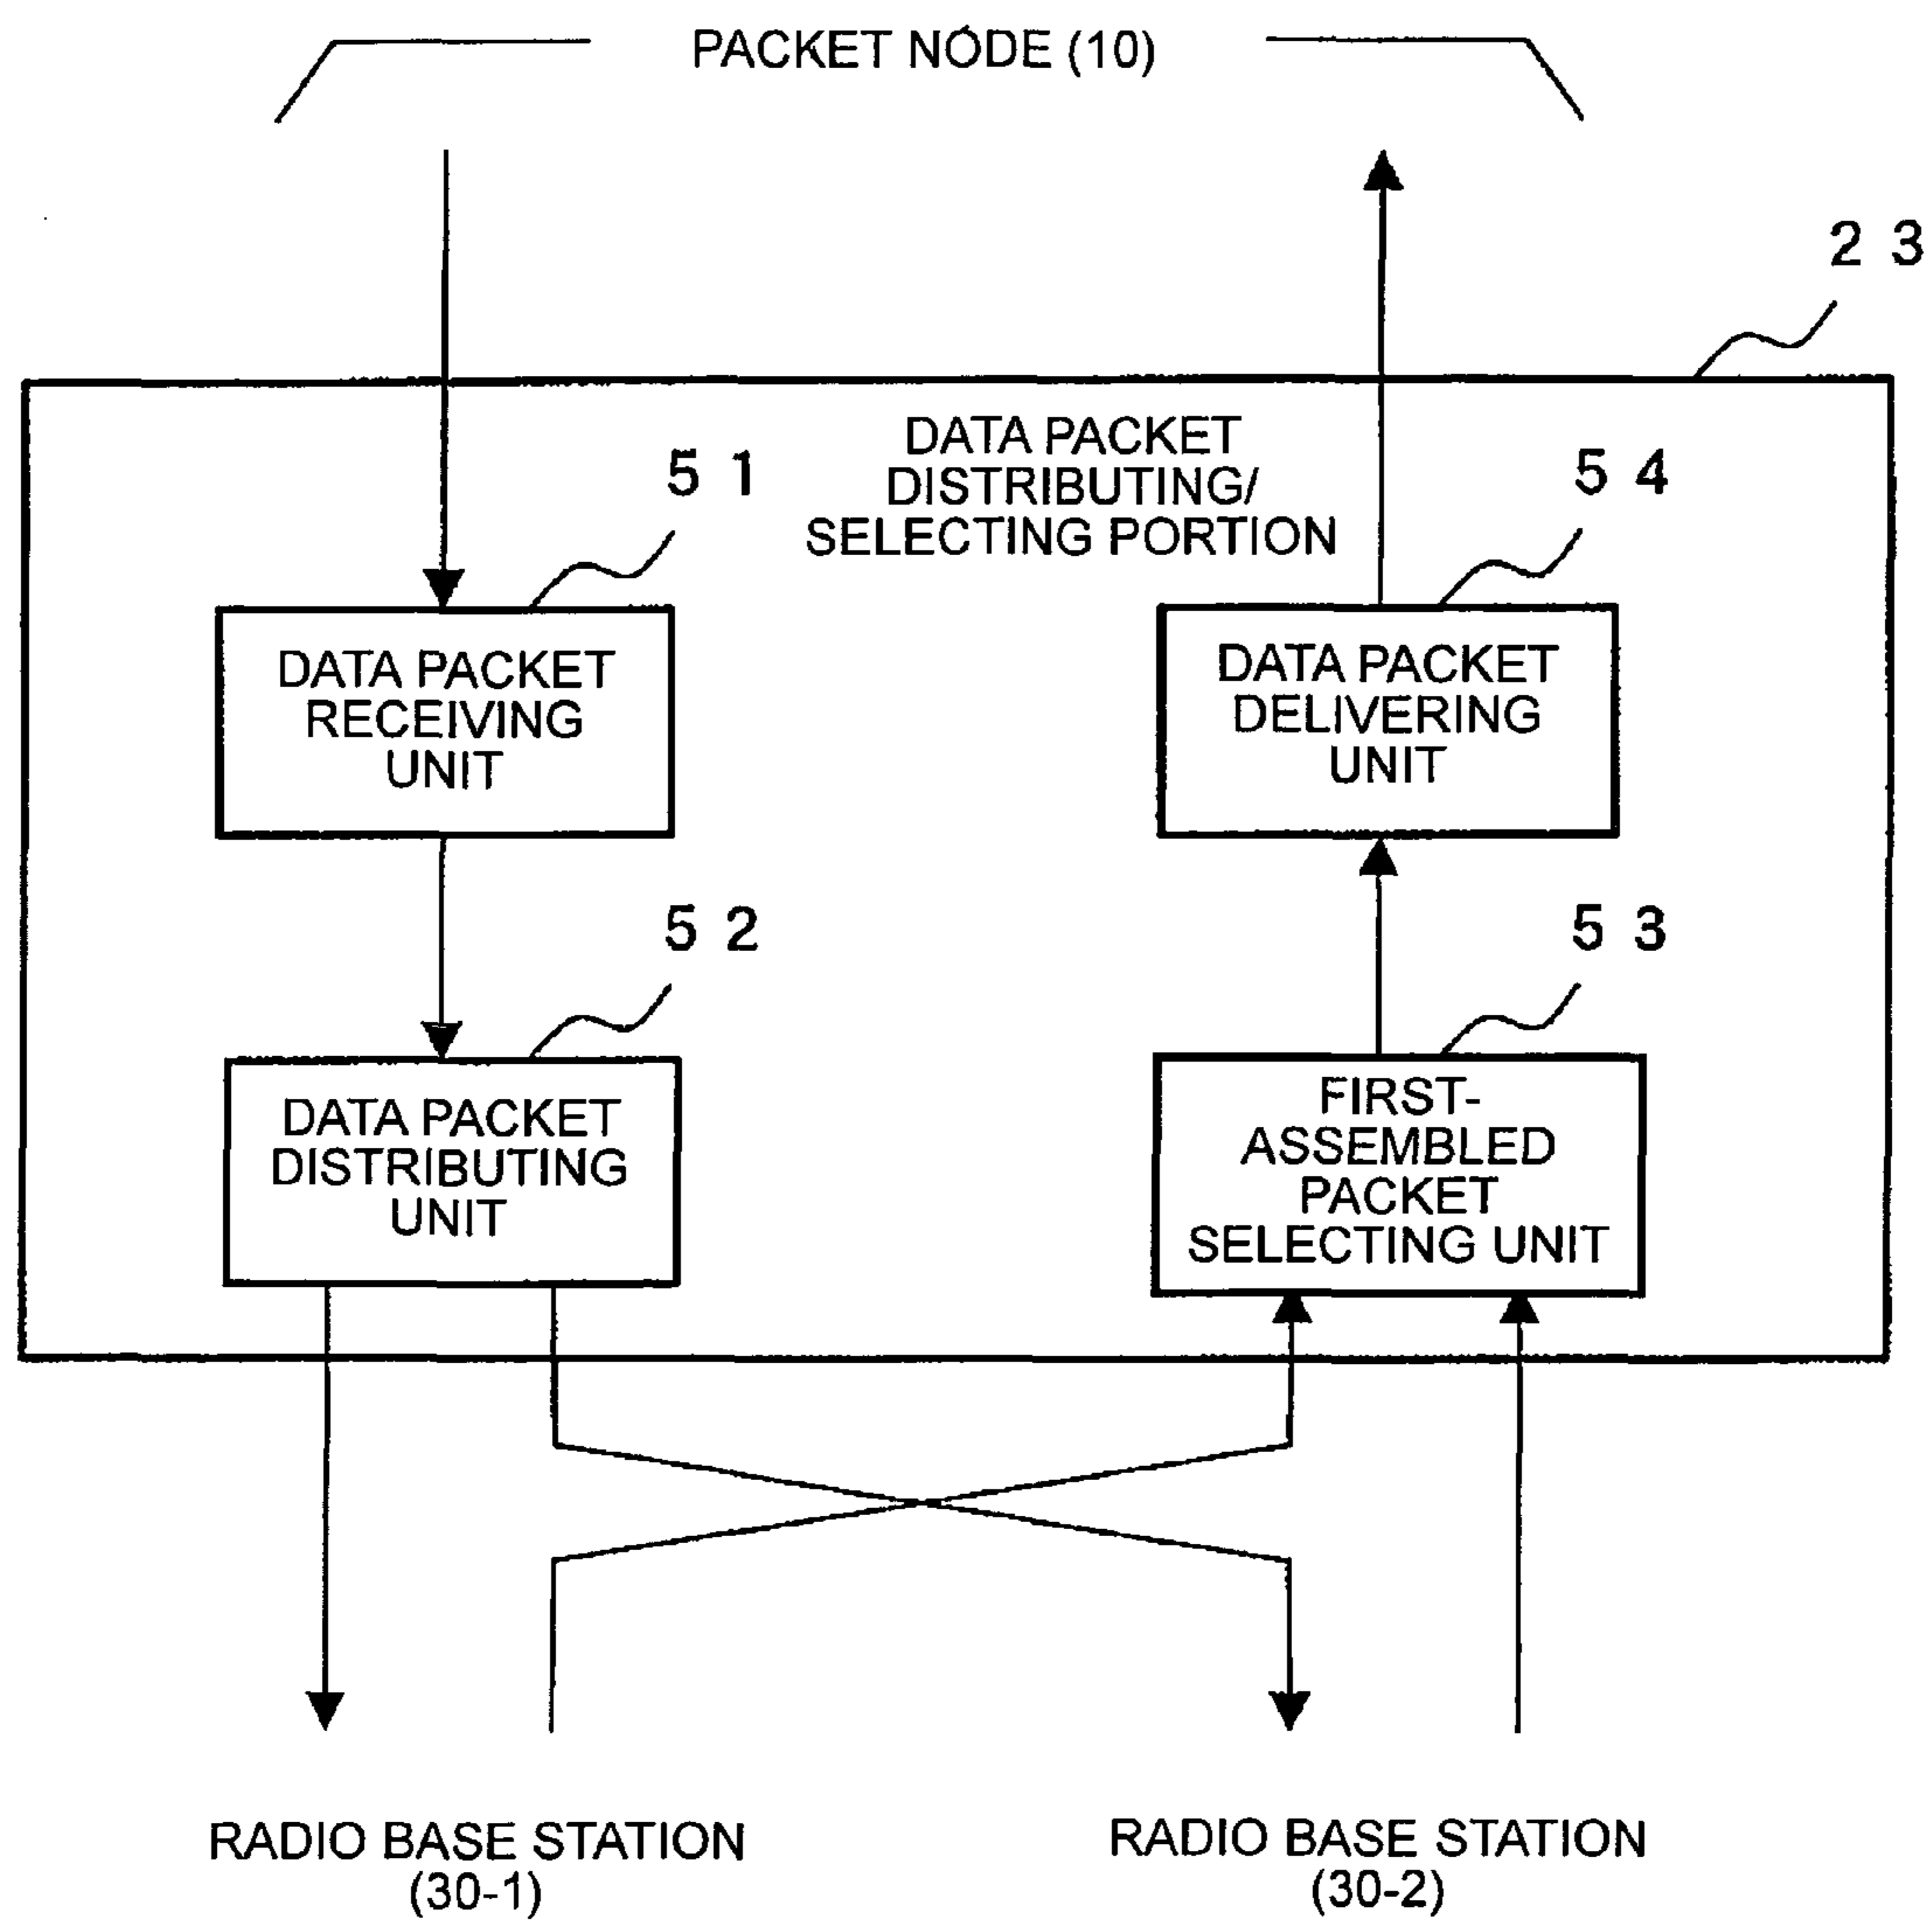 PACKET NODE (10)
2 3
DATA PACKET
DISTRIBUTING/
SELECTING PORTION
5 1
5 4
DATA PACKET
RECEIVING
UNIT
DATA PACKET
DELIVERING
UNIT
5 2
5 3
DATA PACKET
DISTRIBUTING
UNIT
FIRST-
ASSEMBLED
PACKET
SELECTING UNIT
RADIO BASE STATION
(30-1)
RADIO BASE STATION
(30-2)